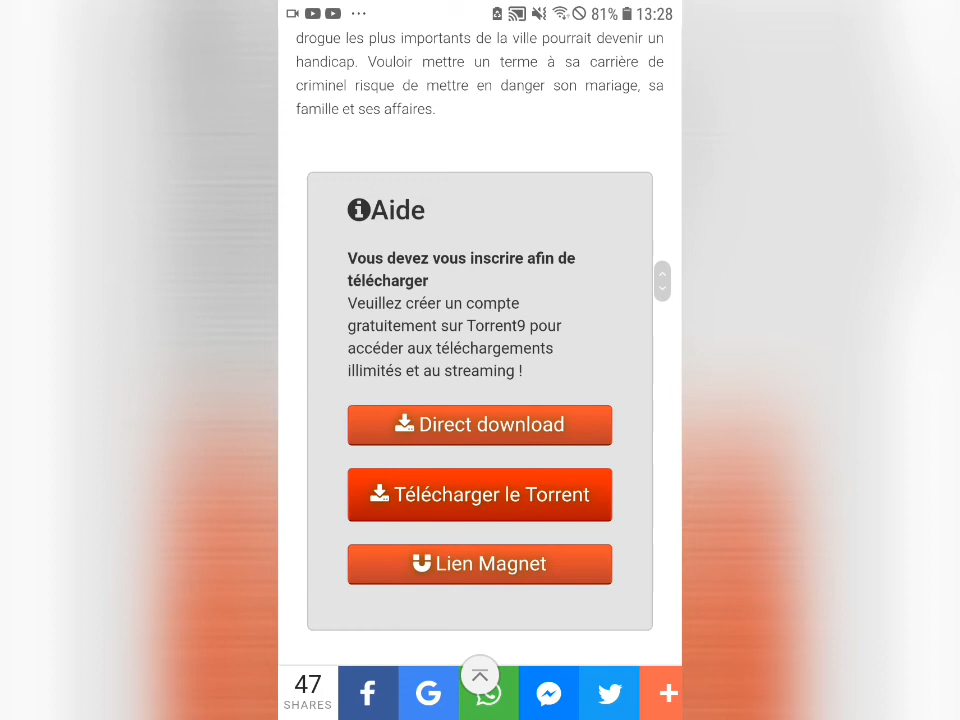 81% 13:28
drogue les plus importants de la ville pourrait devenir un
handicap. Vouloir mettre un terme à sa carrière de
criminel risque de mettre en danger son mariage, sa
famille et ses affaires.
Aide
Vous devez vous inscrire afin de
télécharger
Veuillez créer un compte
gratuitement sur Torrent9 pour
accéder aux téléchargements
illimités et au streaming !
Direct download
Télécharger le Torrent
Lien Magnet
47
SHARES